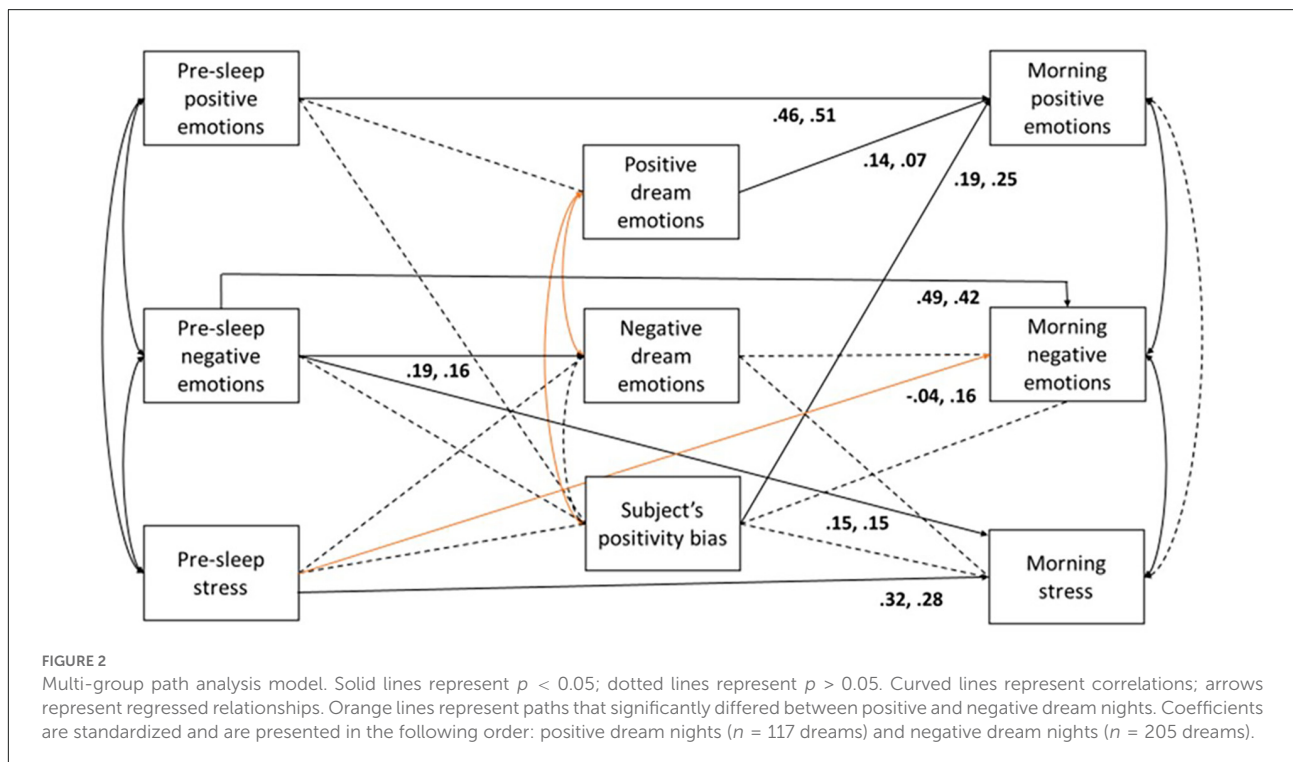 Pre-sleep
positive
emotions
Morning
positive
emotions
.46, .51
Positive
dream
emotions
.14, .07
.19, .25
Pre-sleep
negative
emotions
.49, .42
Negative
dream
emotions
Morning
negative
emotions
.19, .16
-.04, .16
Subject’s
positivity bias
.15, .15
Pre-sleep
stress
Morning
stress
.32, .28
FIGURE 2
Multi-group path analysis model. Solid lines represent p < 0.05; dotted lines represent p > 0.05. Curved lines represent correlations; arrows
represent regressed relationships. Orange lines represent paths that significantly differed between positive and negative dream nights. Coefficients
are standardized and are presented in the following order: positive dream nights (n = 117 dreams) and negative dream nights (n = 205 dreams).